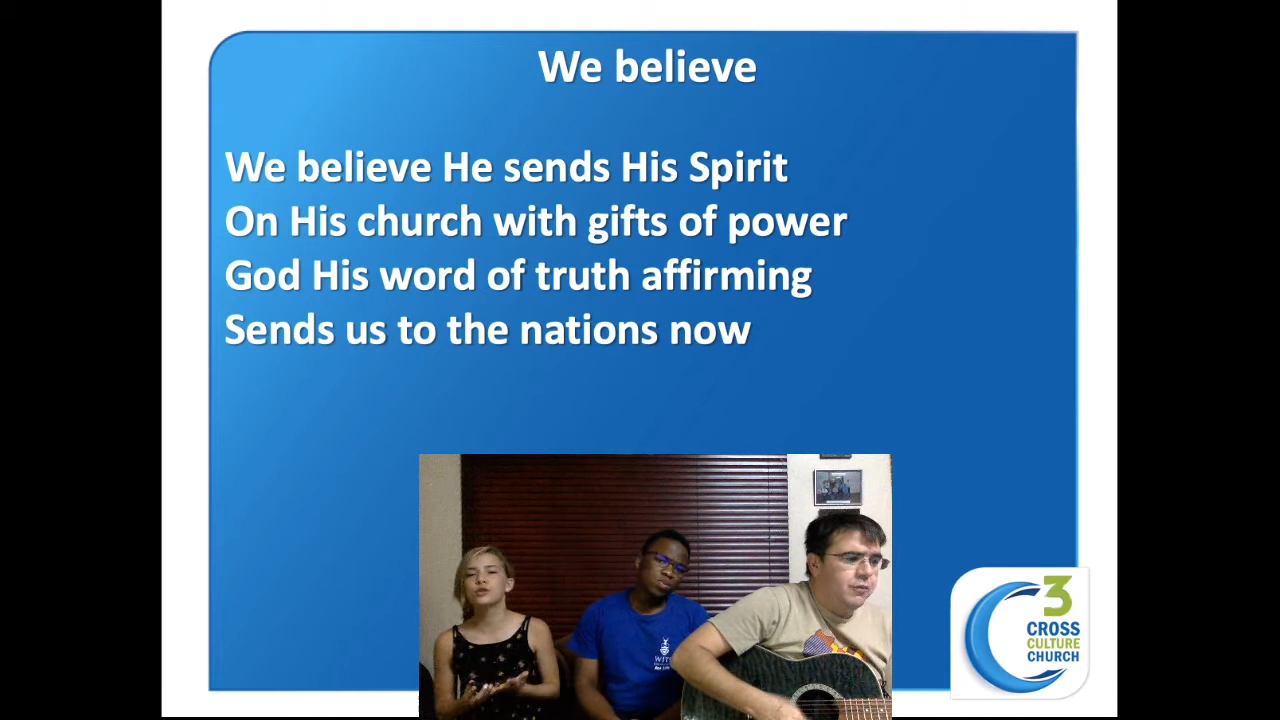 We believe
We believe He sends His Spirit
On His church with gifts of power
God His word of truth affirming
Sends us to the nations now
3
CROSS
CULTURE
CHURCH